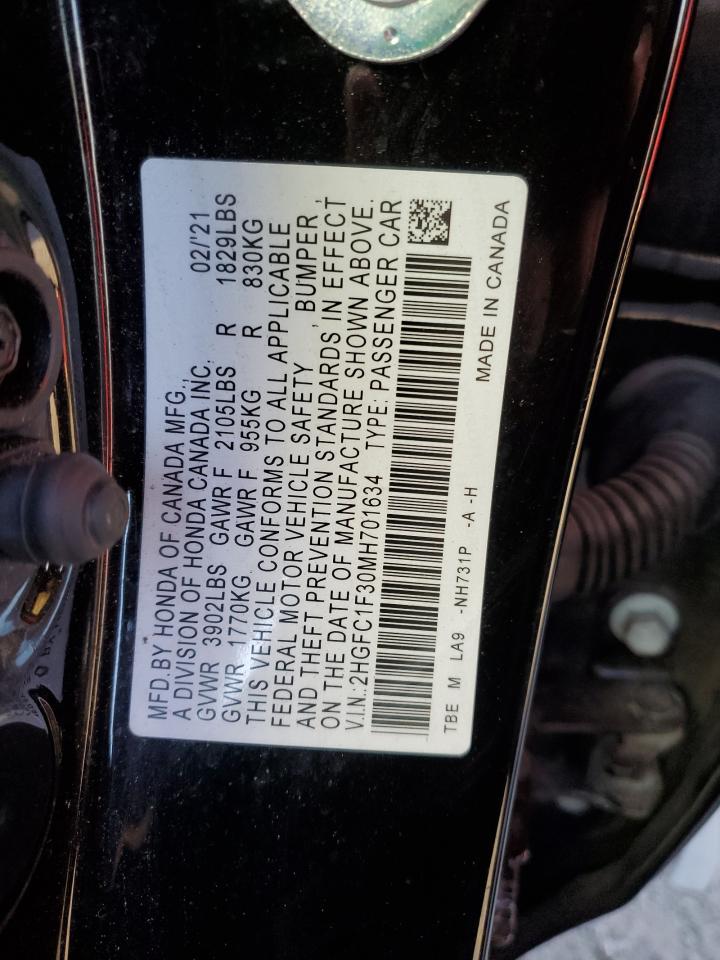 MFD.BY HONDA OF CANADA MFG.,
A DIVISION OF HONDA CANADA INC. 02/'21
GVWR 3902LBS GAWR F 2105LBS R 1829LBS
GVWR 1770KG GAWR F 955KG R 830KG
THIS VEHICLE CONFORMS TO ALL APPLICABLE
FEDERAL MOTOR VEHICLE SAFETY , BUMPER ,
AND THEFT PREVENTION STANDARDS IN EFFECT
ON THE DATE OF MANUFACTURE SHOWN ABOVE.
V.I.N.:2HGFC1F30MH701634 TYPE: PASSENGER CAR
TBE M LA9 -NH731P -A -H
MADE IN CANADA